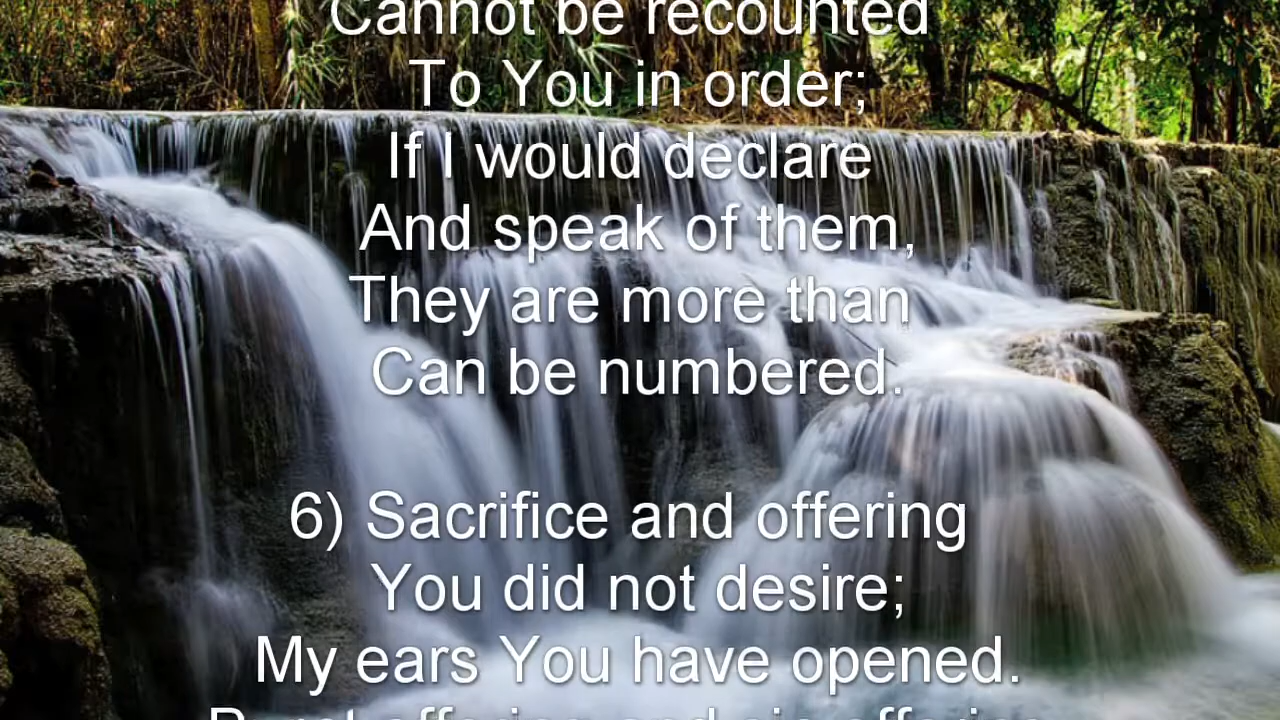 Cannot be recounted
To You in order;
If I would declare
And speak of them,
They are more than
Can be numbered.
6) Sacrifice and offering
You did not desire;
My ears You have opened.